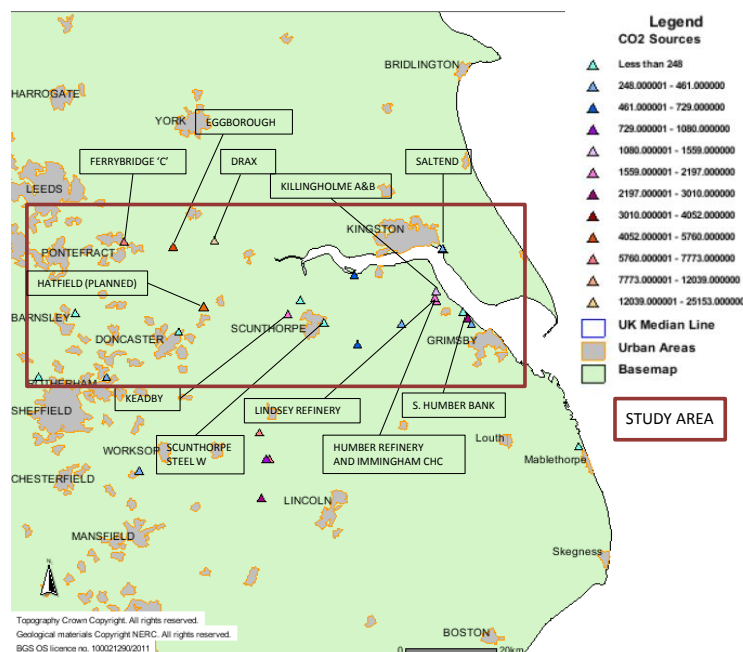 Legend
CO2 Sources
Less than 248
248.000001 - 461.000000
461.000001 - 729.000000
729.000001 - 1080.000000
1080.000001 - 1559.000000
1559.000001 - 2197.000000
2197.000001 - 3010.000000
3010.000001 - 4052.000000
4052.000001 - 5760.000000
5760.000001 - 7773.000000
7773.000001 - 12039.000000
12039.000001 - 25153.000000
UK Median Line
Urban Areas
Basemap
STUDY AREA
BRIDLINGTON
HARROGATE
YORK
EGGBOROUGH
FERRYBRIDGE 'C'
DRAX
SALTEND
KILLINGHOLME A&B
LEEDS
KINGSTON
PONTEFRACT
HATFIELD (PLANNED)
BARNSLEY
DONCASTER
SCUNTHORPE
GRIMSBY
ROTHERHAM
KEADBY
LINDSEY REFINERY
S. HUMBER BANK
SHEFFIELD
SCUNTHORPE
STEEL W
HUMBER REFINERY
AND IMMINGHAM CHC
WORKSOP
Louth
Mablethorpe
CHESTERFIELD
LINCOLN
MANSFIELD
Skegness
N
BOSTON
Topography Crown Copyright. All rights reserved.
Geological materials Copyright NERC. All rights reserved.
BGS OS licence no. 100021290/2011
0 20km